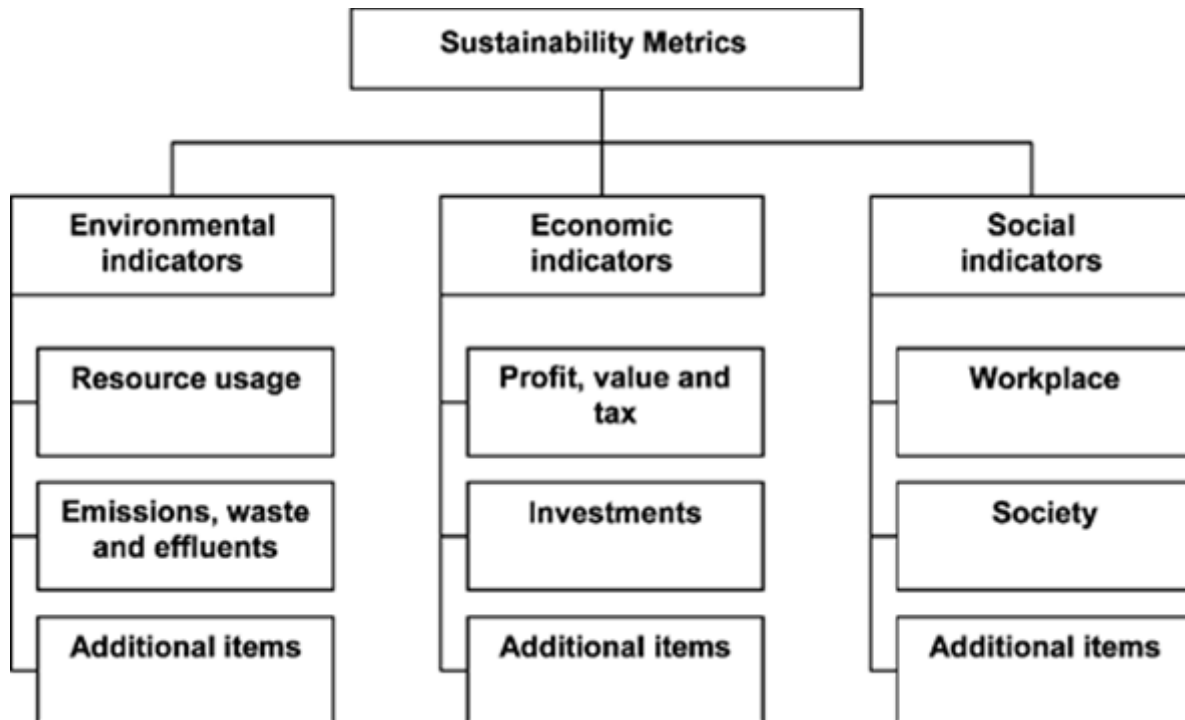 Sustainability Metrics
Environmental
indicators
Resource usage
Emissions, waste
and effluents
Additional items
Economic
indicators
Profit, value and
tax
Investments
Additional items
Social
indicators
Workplace
Society
Additional items